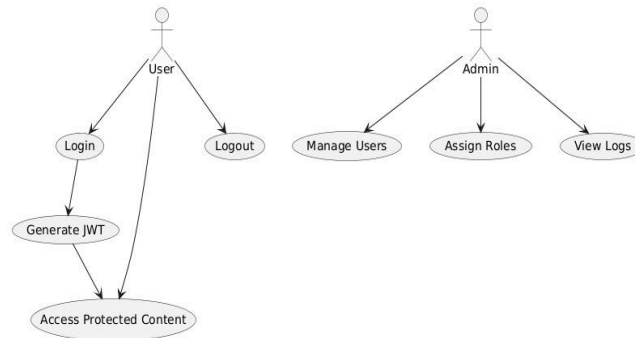 User
Admin
Login
Logout
Manage Users
Assign Roles
View Logs
Generate JWT
Access Protected Content